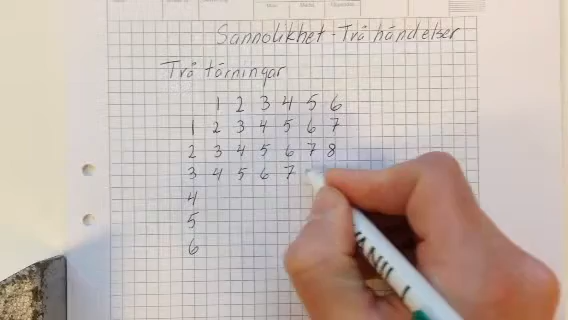 Sannolikhet - Två händelser
Två tärningar
1 2 3 4 5 6
1 2 3 4 5 6 7
2 3 4 5 6 7 8
3 4 5 6 7
4
5
6